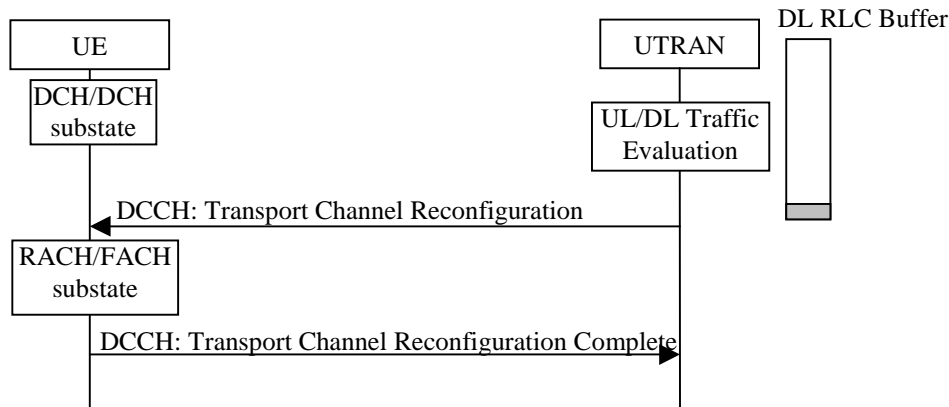 DL RLC Buffer
UE
UTRAN
DCH/DCH
substate
UL/DL Traffic
Evaluation
DCCH: Transport Channel Reconfiguration
RACH/FACH
substate
DCCH: Transport Channel Reconfiguration Complete